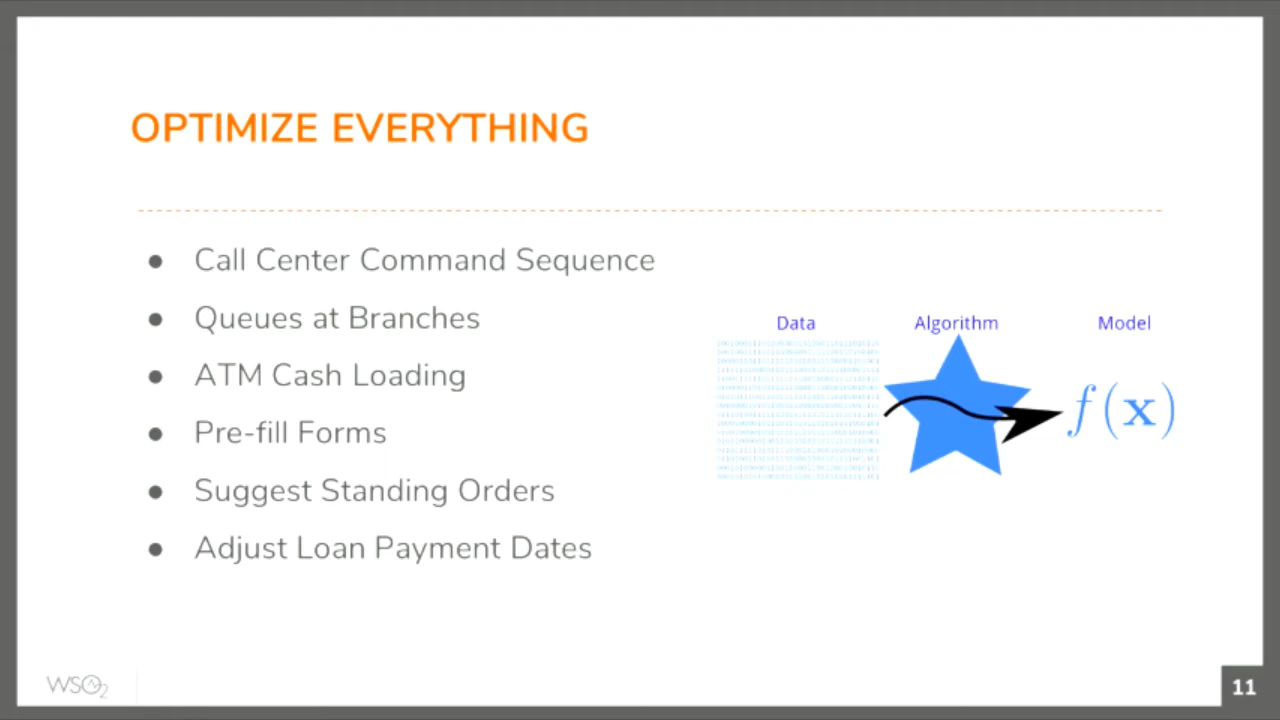 OPTIMIZE EVERYTHING
● Call Center Command Sequence
● Queues at Branches
● ATM Cash Loading
● Pre-fill Forms
● Suggest Standing Orders
● Adjust Loan Payment Dates
Data Algorithm Model
f(x)
WSO2
11